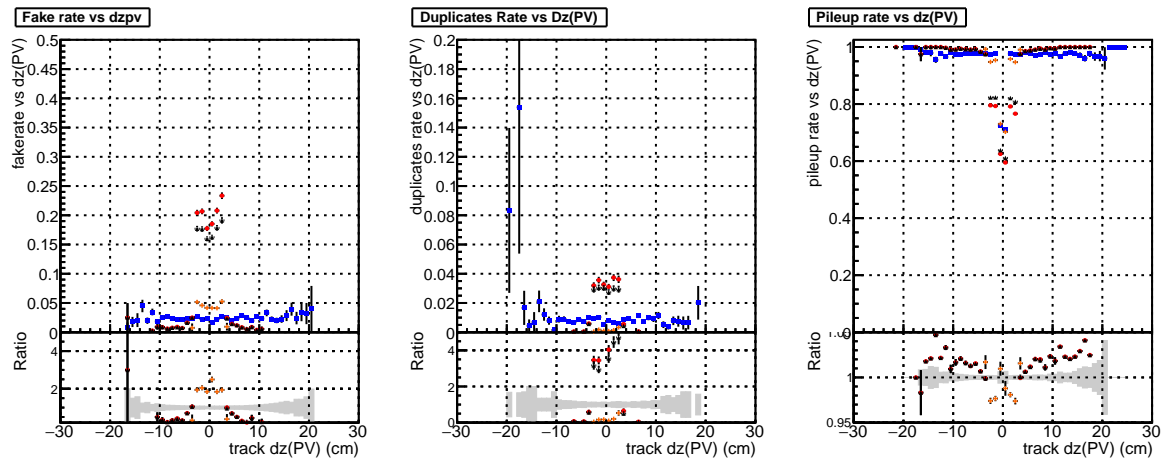 Fake rate vs dzpv
fakerate vs dz(PV)
0.5
0.45
0.4
0.35
0.3
0.25
0.2
0.15
0.1
0.05
0
Ratio
4
2
0
−30 −20 −10 0 10 20 30
track dz(PV) (cm)
Duplicates Rate vs Dz(PV)
duplicates rate vs dz(PV)
0.2
0.18
0.16
0.14
0.12
0.1
0.08
0.06
0.04
0.02
0
Ratio
4
2
0
−30 −20 −10 0 10 20 30
track dz(PV) (cm)
Pileup rate vs dz(PV)
pileup rate vs dz(PV)
1
0.8
0.6
0.4
0.2
Ratio
1
0.95
−30 −20 −10 0 10 20 30
track dz(PV) (cm)